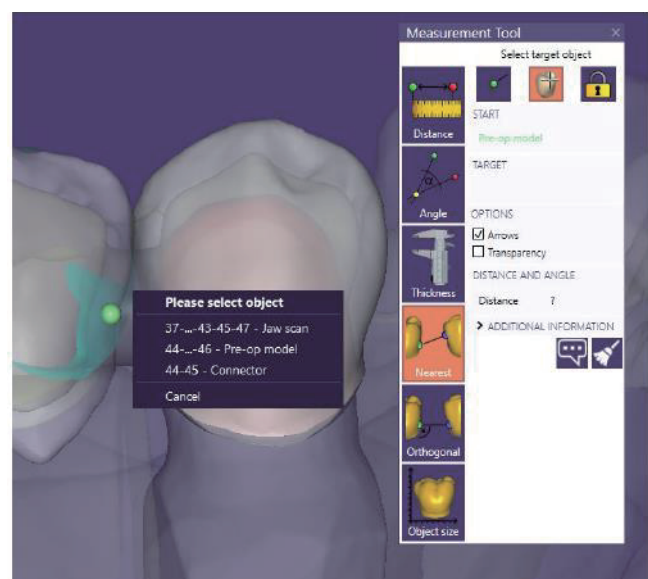 Measurement Tool
Select target object
Distance
START
Pre-op model
TARGET
Angle
OPTIONS
Arrows
Transparency
Thickness
DISTANCE AND ANGLE
Distance ?
ADDITIONAL INFORMATION
Nearest
Orthogonal
Object size
Please select object
37-...-43-45-47 - Jaw scan
44-...-46 - Pre-op model
44-45 - Connector
Cancel